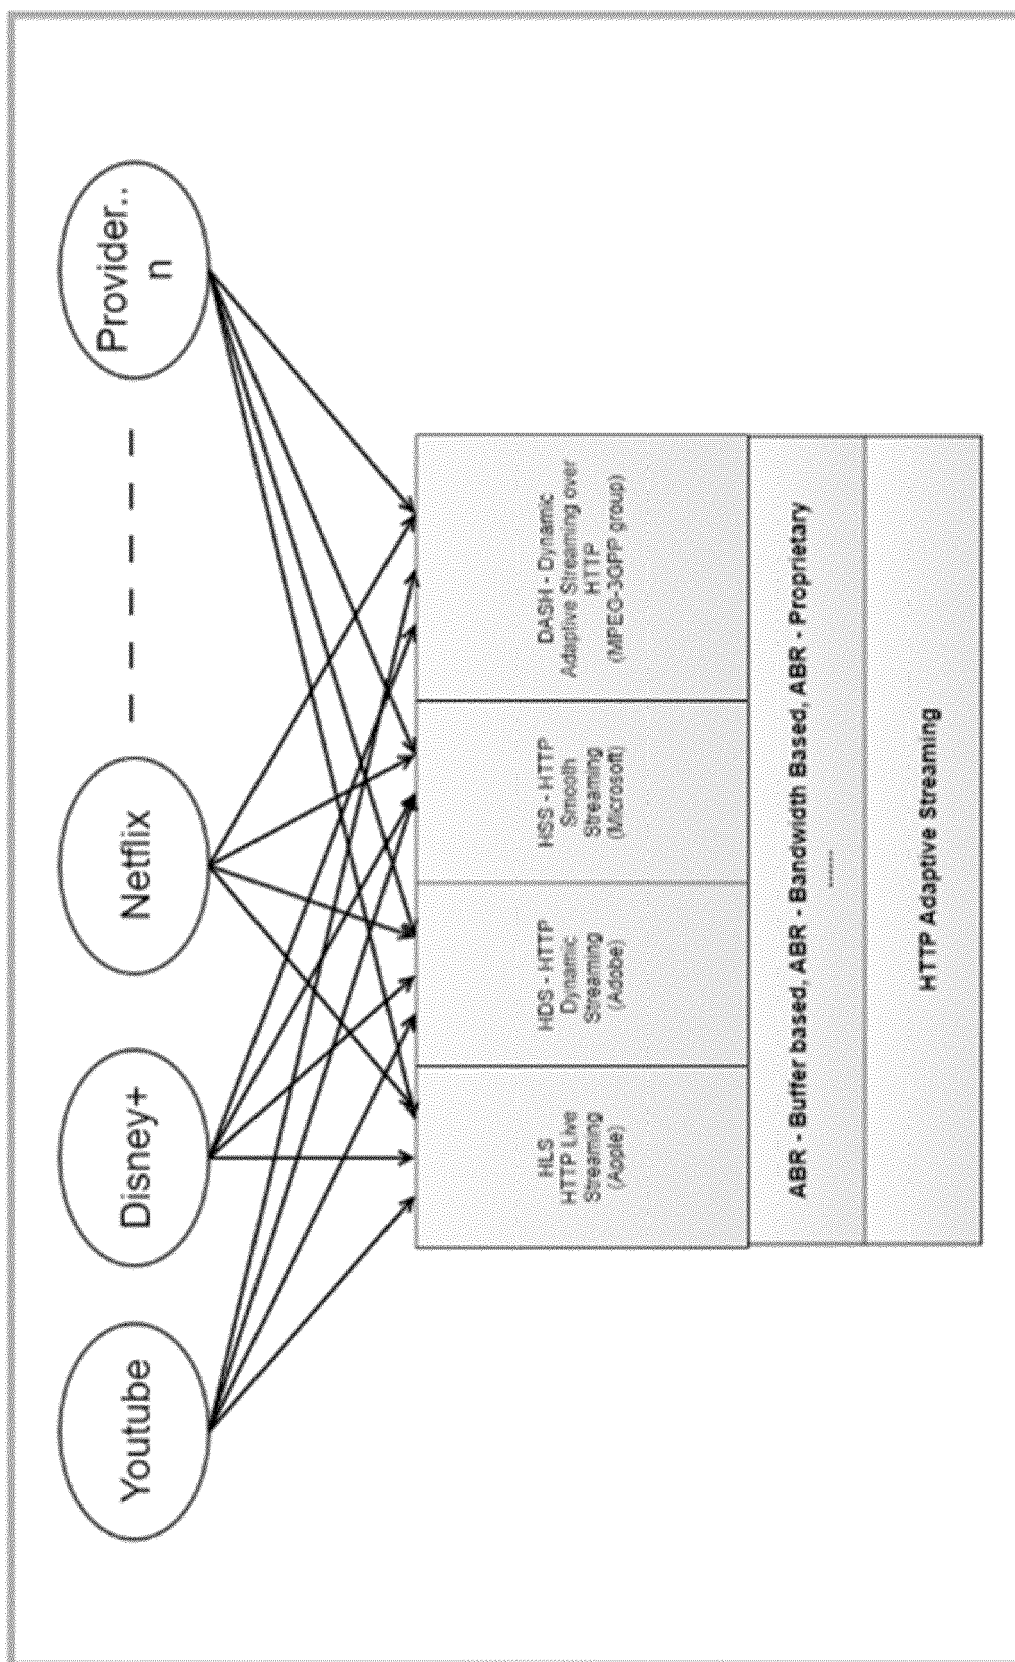 Youtube
Disney+
Netflix
Provider..
n
HLS
HTTP Live
Streaming
(Apple)
HDS - HTTP
Dynamic
Streaming
(Adobe)
HSS - HTTP
Smooth
Streaming
(Microsoft)
DASH - Dynamic
Adaptive Streaming over
HTTP
(MPEG-3GPP group)
ABR - Buffer based, ABR - Bandwidth Based, ABR - Proprietary
.....
HTTP Adaptive Streaming